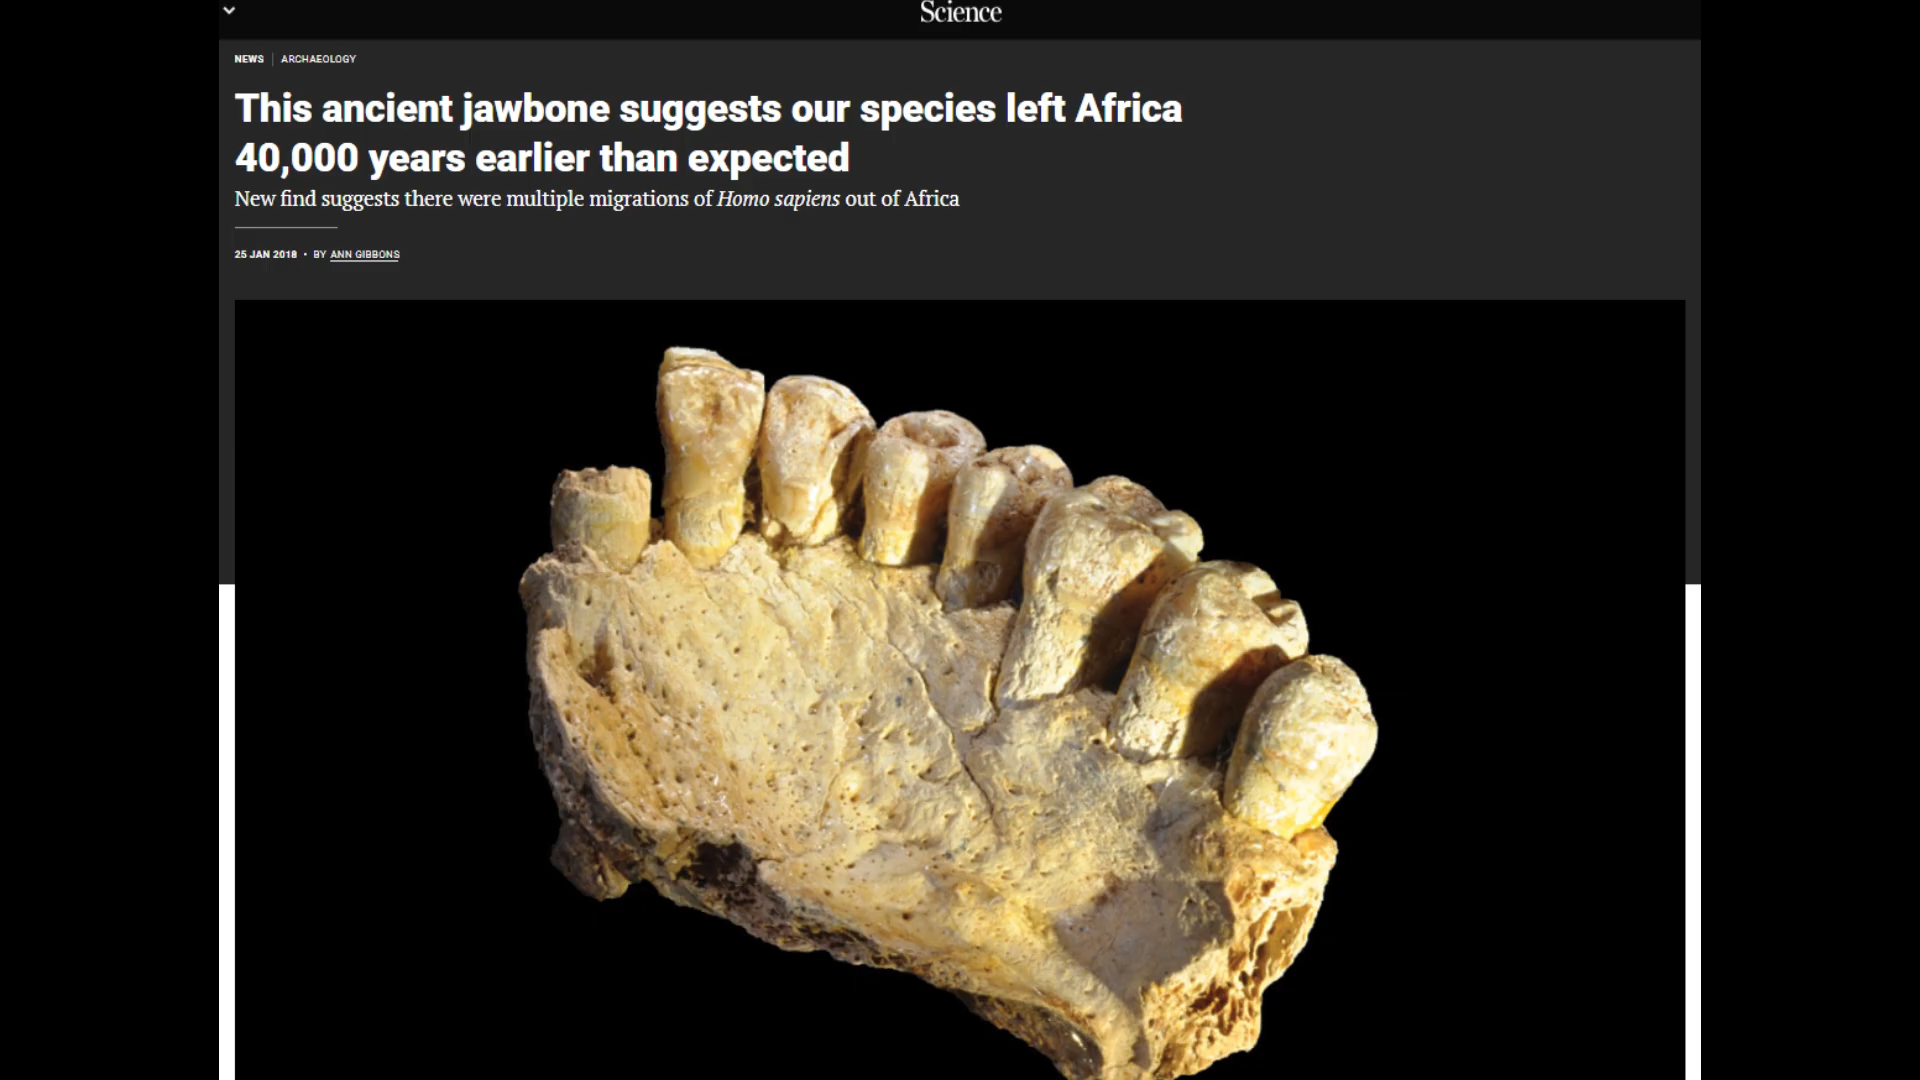 Science
NEWS | ARCHAEOLOGY
This ancient jawbone suggests our species left Africa
40,000 years earlier than expected
New find suggests there were multiple migrations of Homo sapiens out of Africa
25 JAN 2018 • BY ANN GIBBONS